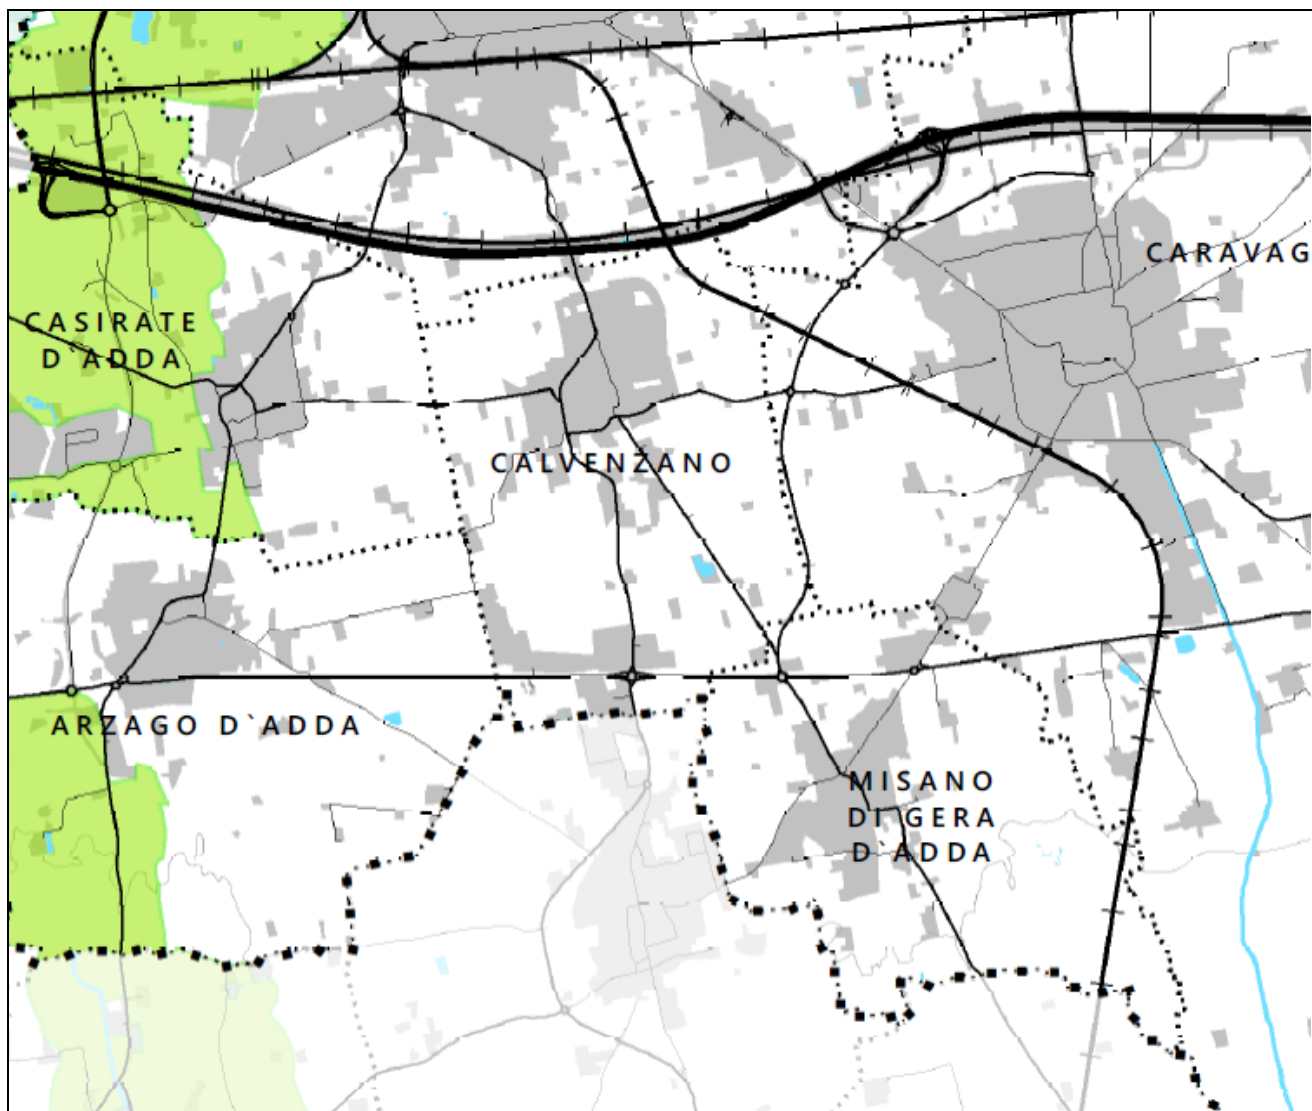 CARAVAG
CASIRATE
D`ADDA
CALVENZANO
ARZAGO D`ADDA
MISANO
DI GERA
D`ADDA